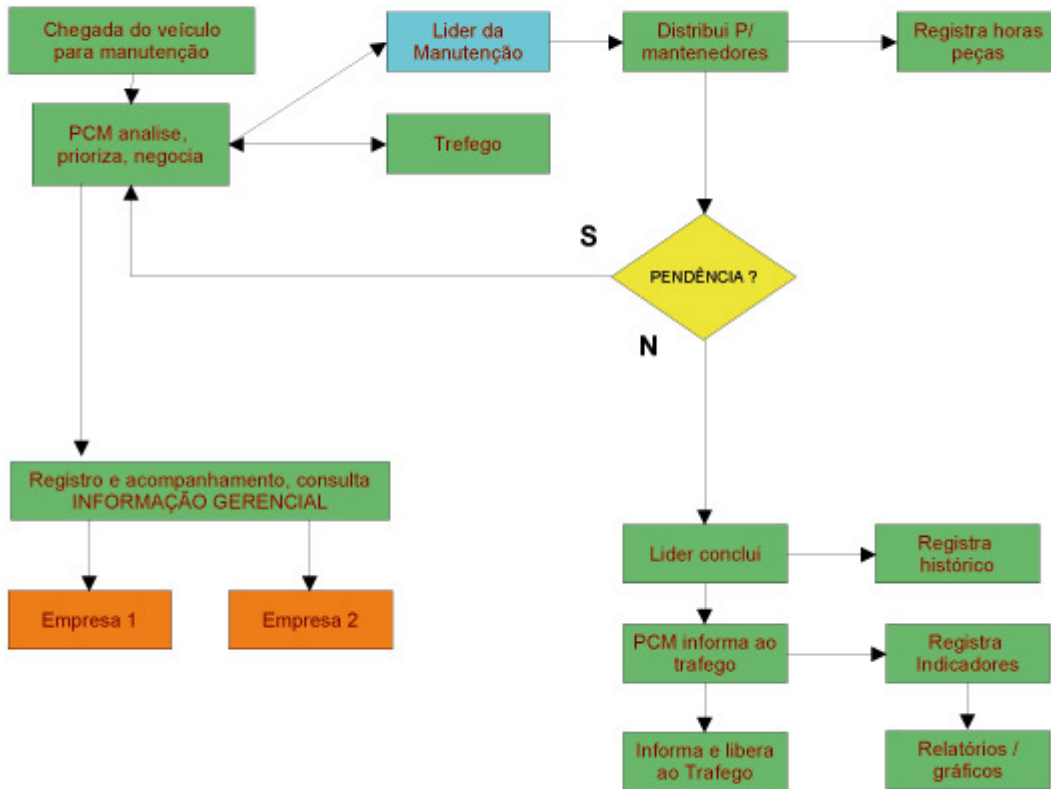 Chegada do veículo
para manutenção
Lider da
Manutenção
Distribui P/
mantenedores
Registra horas
peças
PCM analise,
prioriza, negocia
Trefego
S
PENDÊNCIA ?
N
Registro e acompanhamento, consulta
INFORMAÇÃO GERENCIAL
Empresa 1
Empresa 2
Lider conclui
Registra
histórico
PCM informa ao
trafego
Registra
Indicadores
Informa e libera
ao Trafego
Relatórios /
gráficos